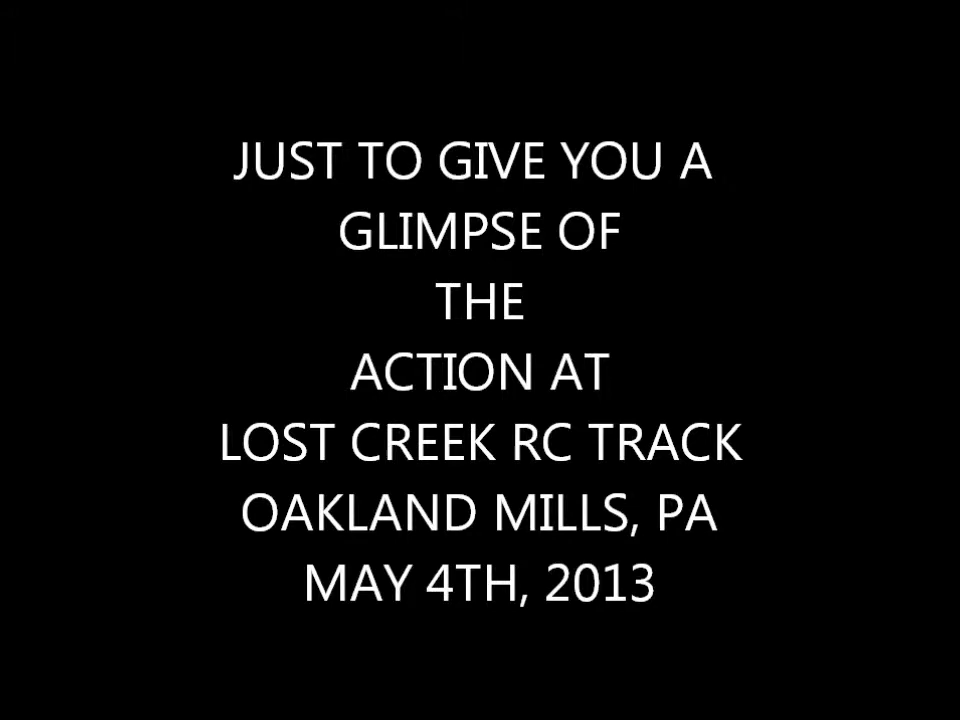 JUST TO GIVE YOU A
GLIMPSE OF
THE
ACTION AT
LOST CREEK RC TRACK
OAKLAND MILLS, PA
MAY 4TH, 2013